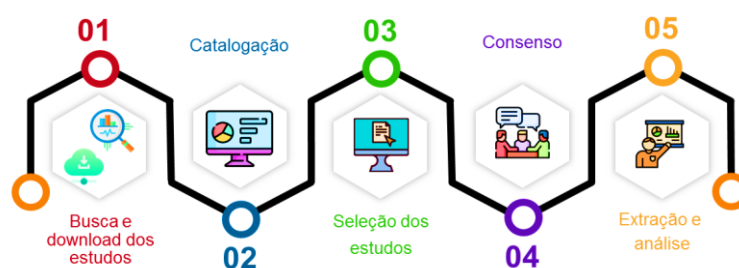 01
Busca e
download dos
estudos
Catalogação
02
03
Seleção dos
estudos
Consenso
04
05
Extração e
análise